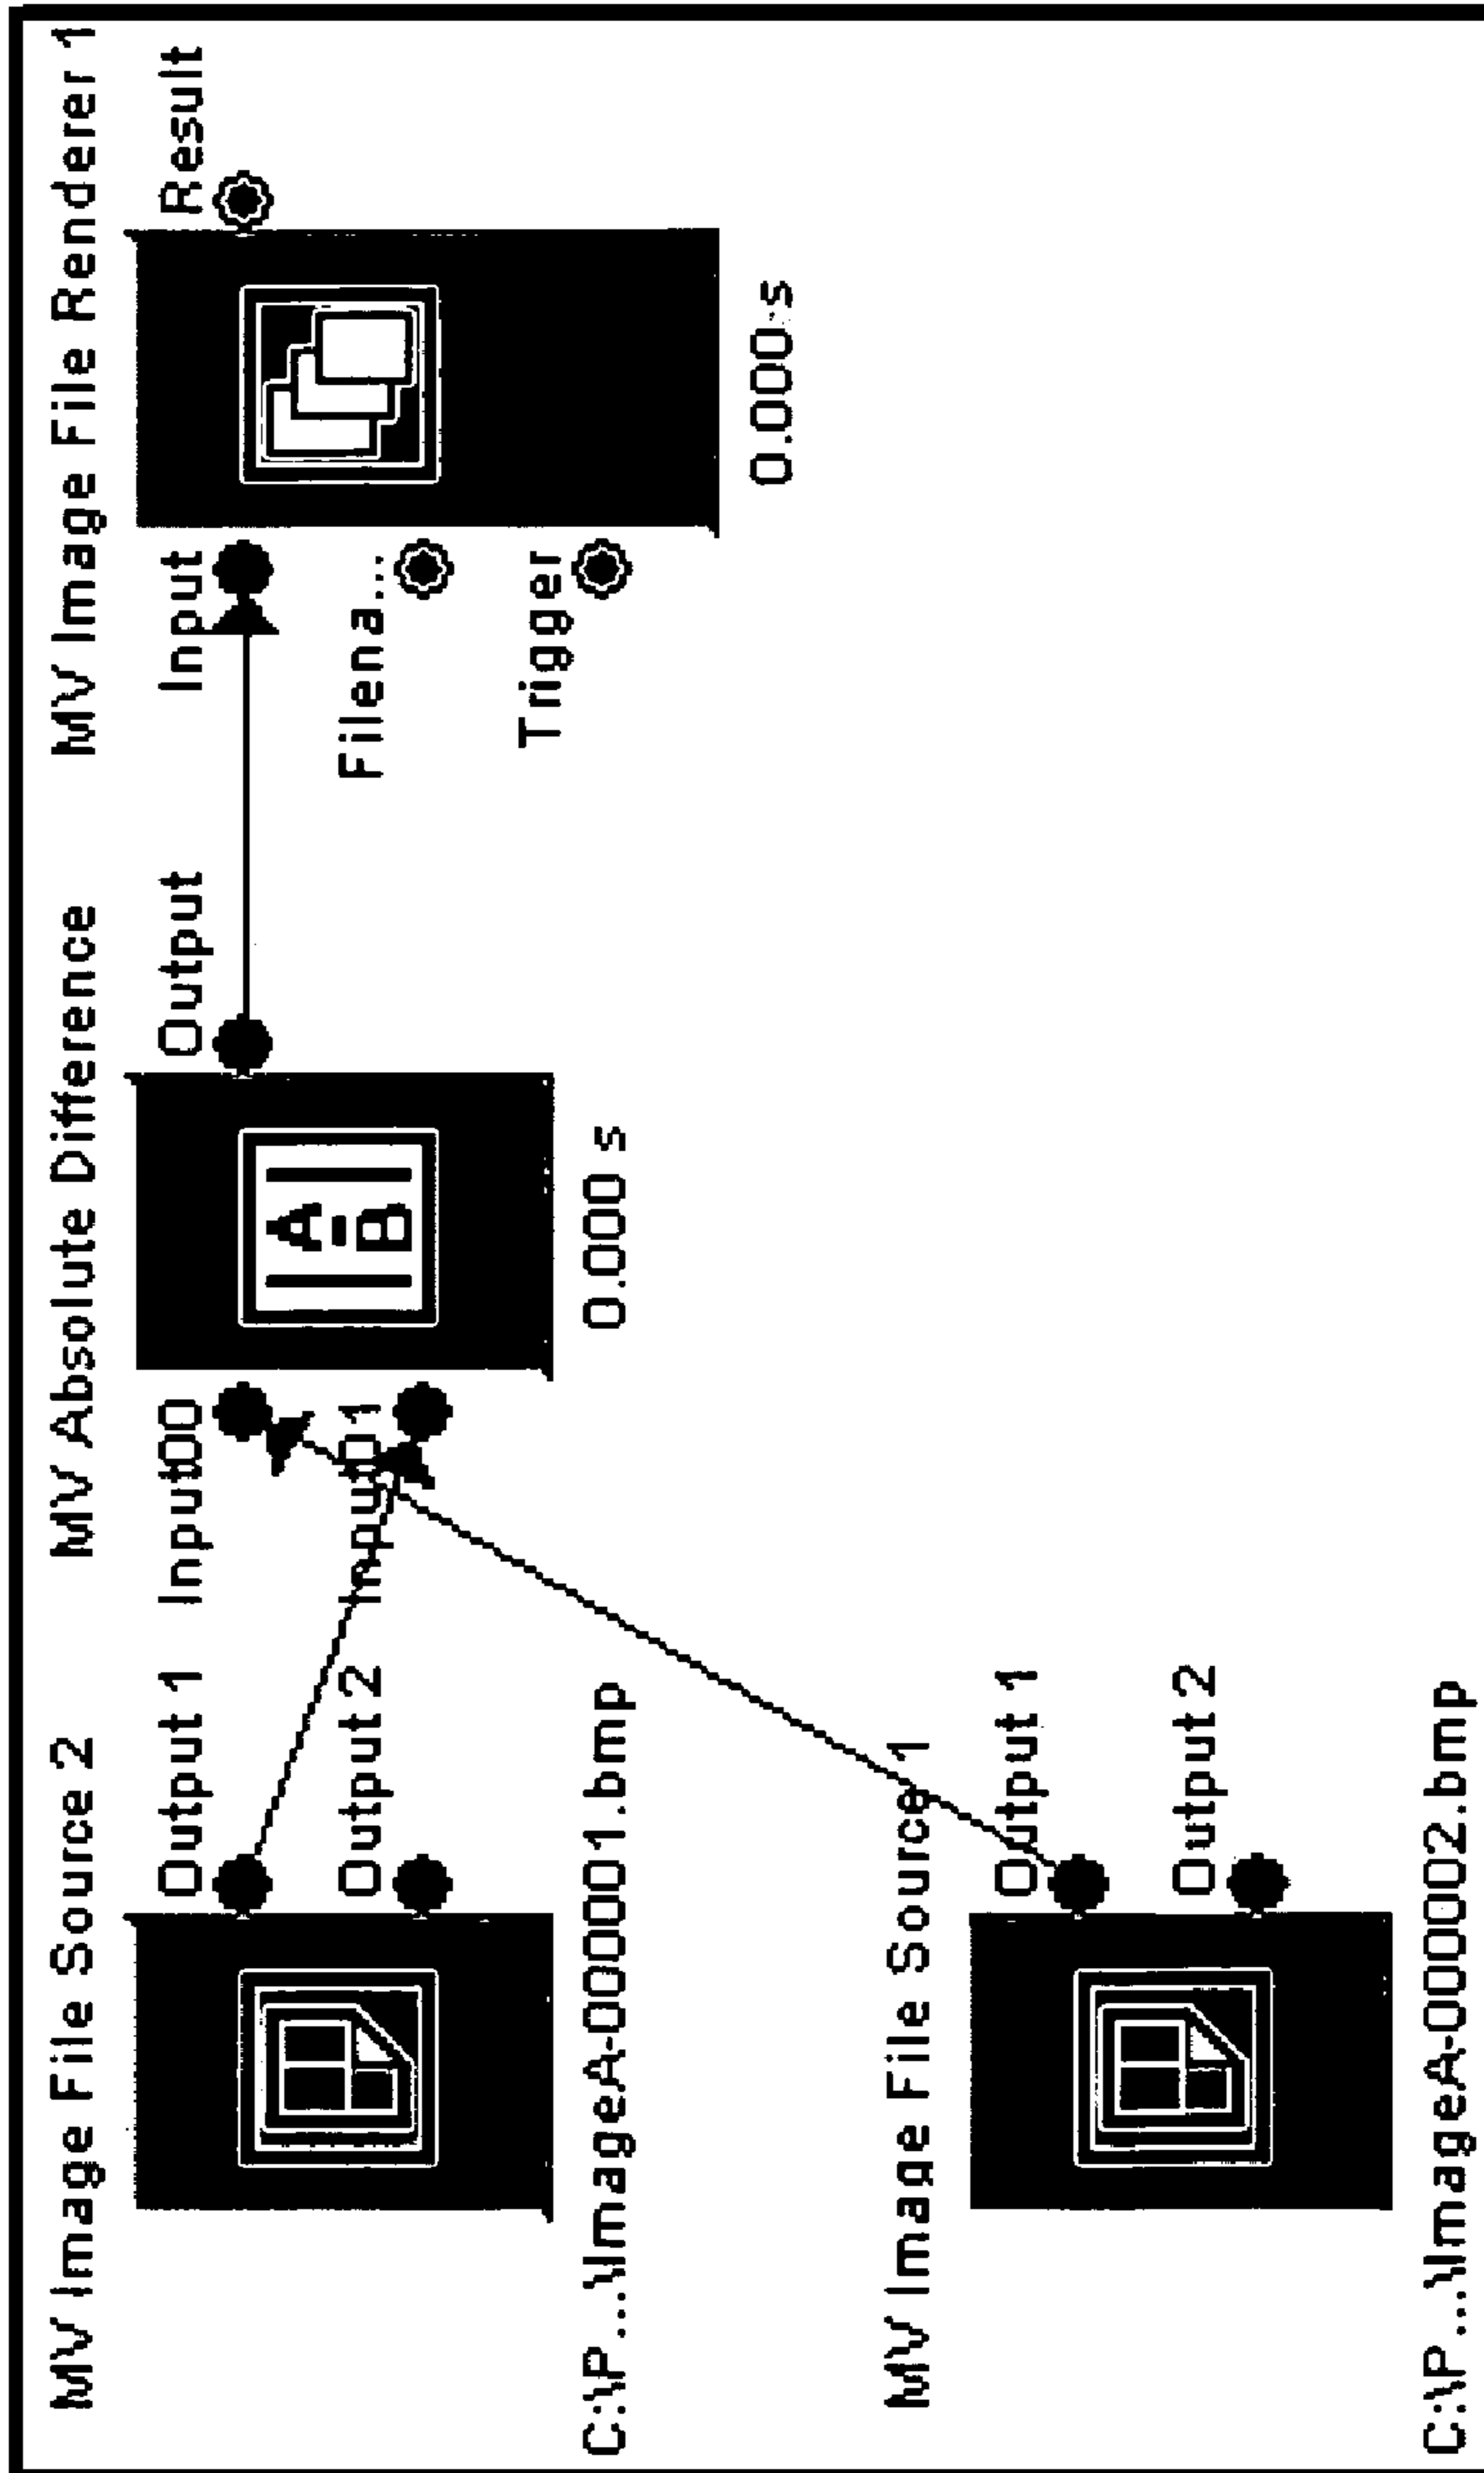 MV Image File Source 2
Output 1
Output 2
C:\P...\ImageA-00001.bmp
MV Absolute Difference
Input00
Input01
A
-
B
Output
0.000 s
MV Image File Renderer 1
Input
Filena...
Trigger
Result
0.000 s
MV Image File Source 1
Output 1
Output 2
C:\P...\ImageA-00002.bmp